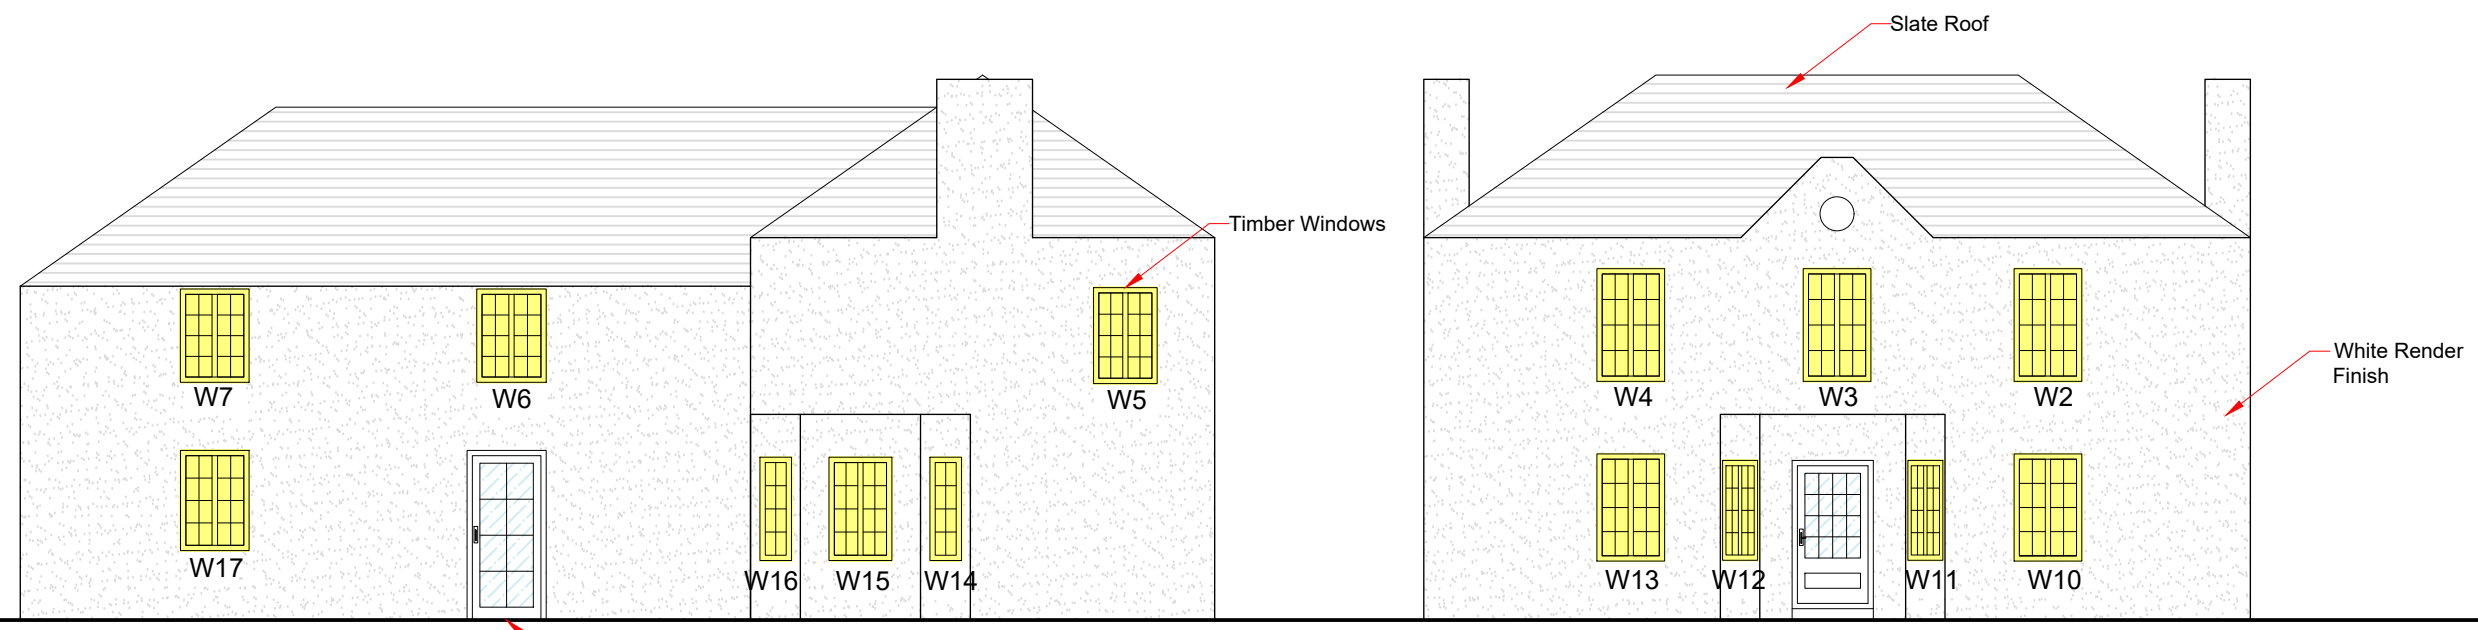 Slate Roof
Timber Windows
White Render
Finish
W7
W6
W5
W4
W3
W2
W17
W16
W15
W14
W13
W12
W11
W10